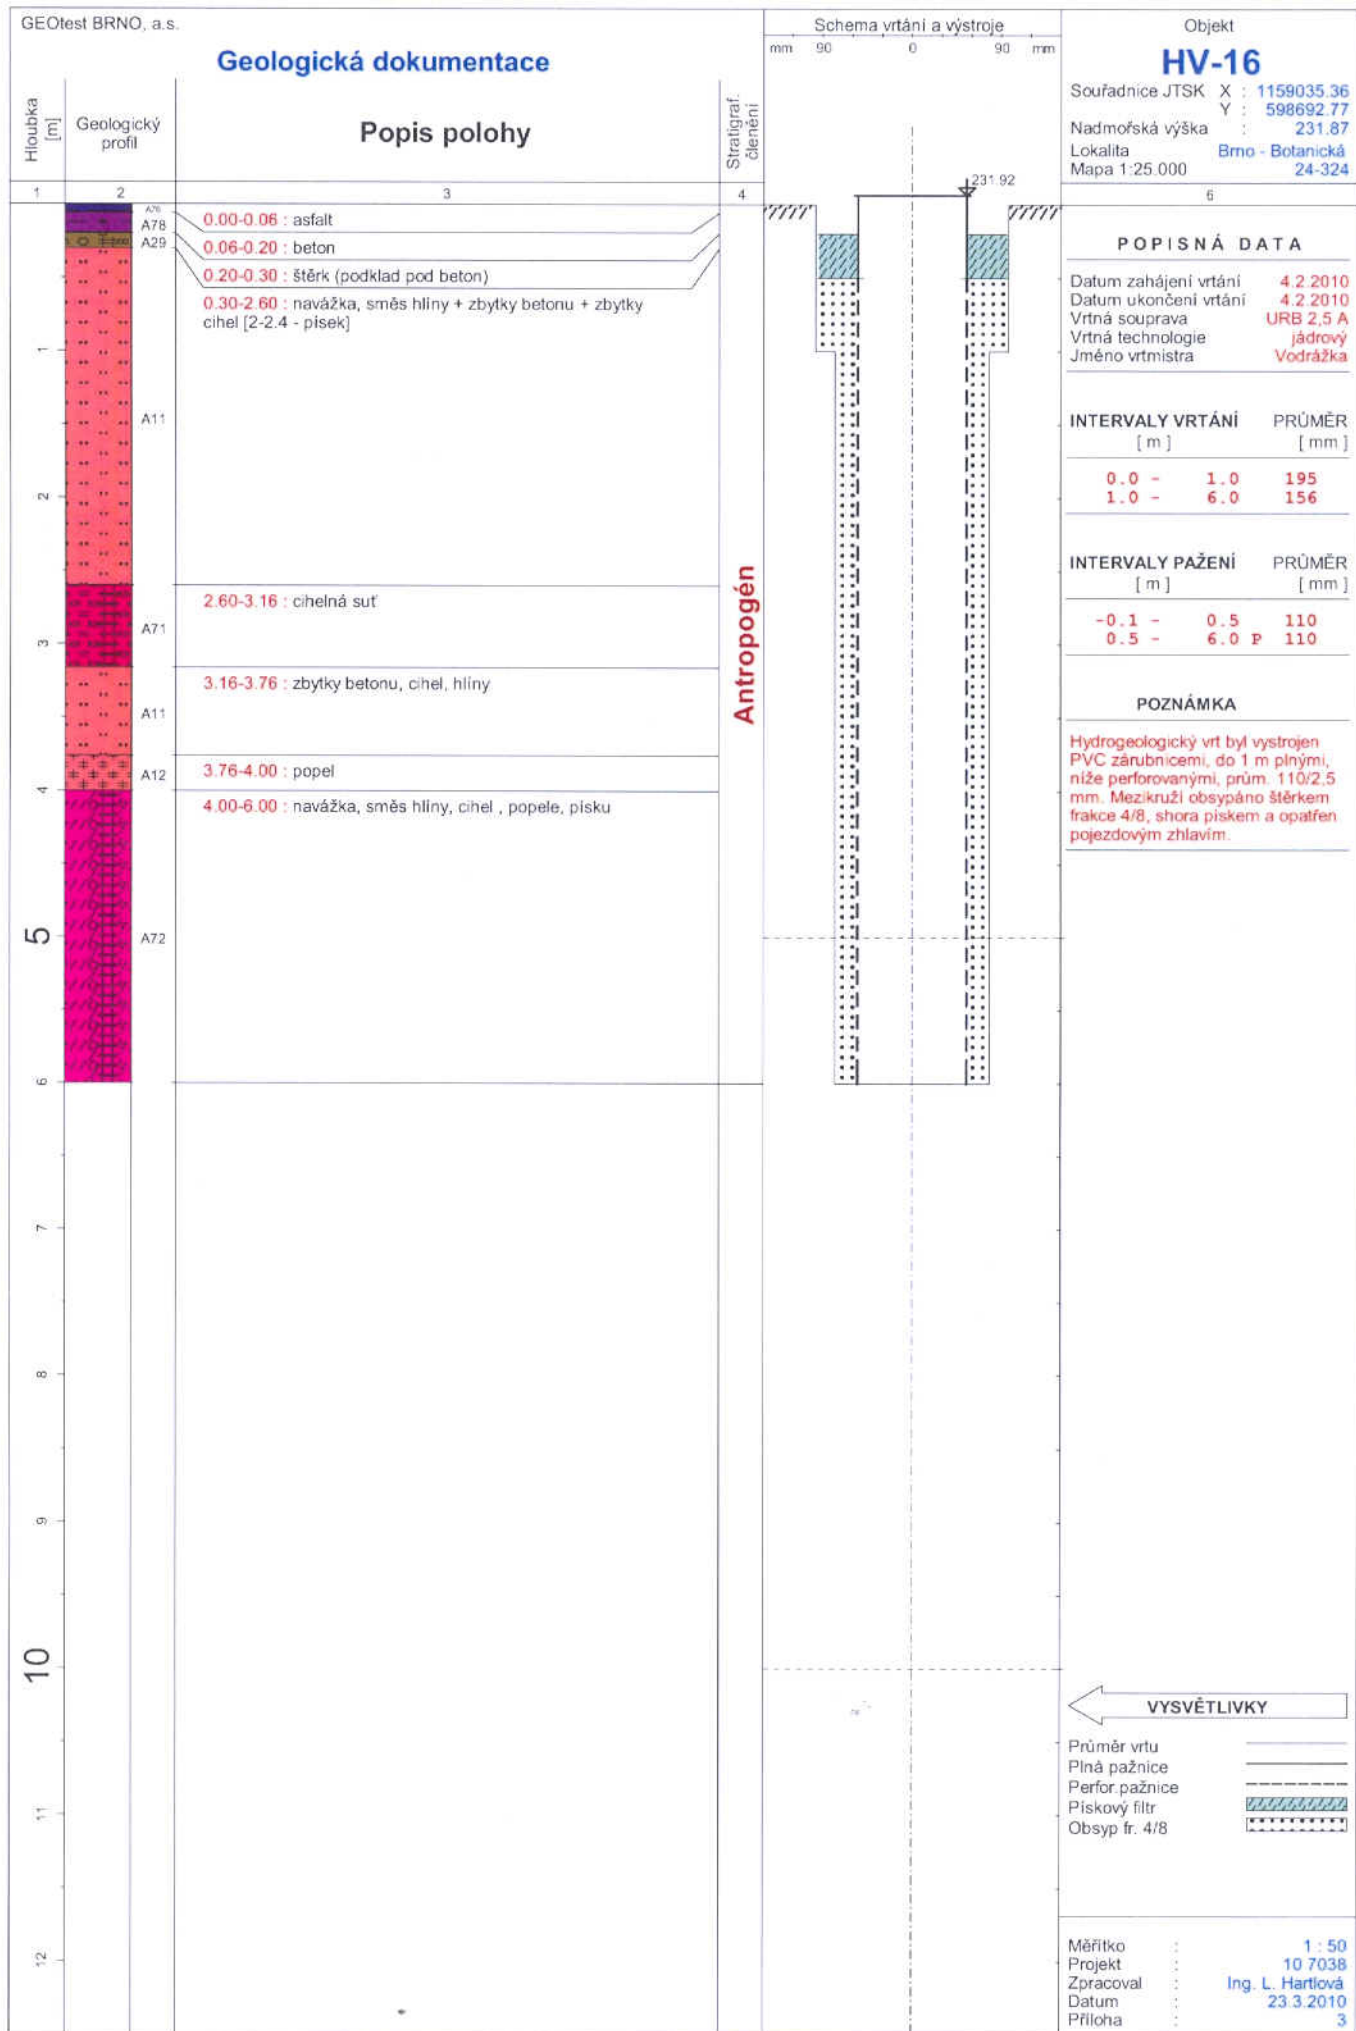 GEOtest BRNO, a.s.
Geologická dokumentace
Hloubka [m]
Geologický profil
Popis polohy
Stratigraf. členění
1
2
3
4
A76
A78
A29
0.00-0.06 : asfalt
0.06-0.20 : beton
0.20-0.30 : štěrk (podklad pod beton)
0.30-2.60 : navážka, směs hlíny + zbytky betonu + zbytky
cihel [2-2.4 - písek]
1
A11
2
2.60-3.16 : cihelná suť
A71
3
3.16-3.76 : zbytky betonu, cihel, hlíny
A11
3.76-4.00 : popel
A12
4
4.00-6.00 : navážka, směs hlíny, cihel , popele, písku
5
A72
6
7
8
9
10
11
12
Antropogén
Schema vrtání a výstroje
mm 90 0 90 mm
231.92
Objekt
HV-16
Souřadnice JTSK X : 1159035.36
Y : 598692.77
Nadmořská výška : 231.87
Lokalita Brno - Botanická
Mapa 1:25.000 24-324
6
POPISNÁ DATA
Datum zahájení vrtání 4.2.2010
Datum ukončení vrtání 4.2.2010
Vrtná souprava URB 2,5 A
Vrtná technologie jádrový
Jméno vrtmistra Vodrážka
INTERVALY VRTÁNÍ PRŮMĚR
[ m ] [ mm ]
0.0 - 1.0 195
1.0 - 6.0 156
INTERVALY PAŽENÍ PRŮMĚR
[ m ] [ mm ]
-0.1 - 0.5 110
0.5 - 6.0 P 110
POZNÁMKA
Hydrogeologický vrt byl vystrojen
PVC zárubnicemi, do 1 m plnými,
níže perforovanými, prům. 110/2,5
mm. Mezikruží obsypáno štěrkem
frakce 4/8, shora pískem a opatřen
pojezdovým zhlavím.
VYSVĚTLIVKY
Průměr vrtu
Plná pažnice
Perfor.pažnice
Pískový filtr
Obsyp fr. 4/8
Měřítko : 1 : 50
Projekt : 10 7038
Zpracoval : Ing. L. Hartlová
Datum : 23.3.2010
Příloha : 3